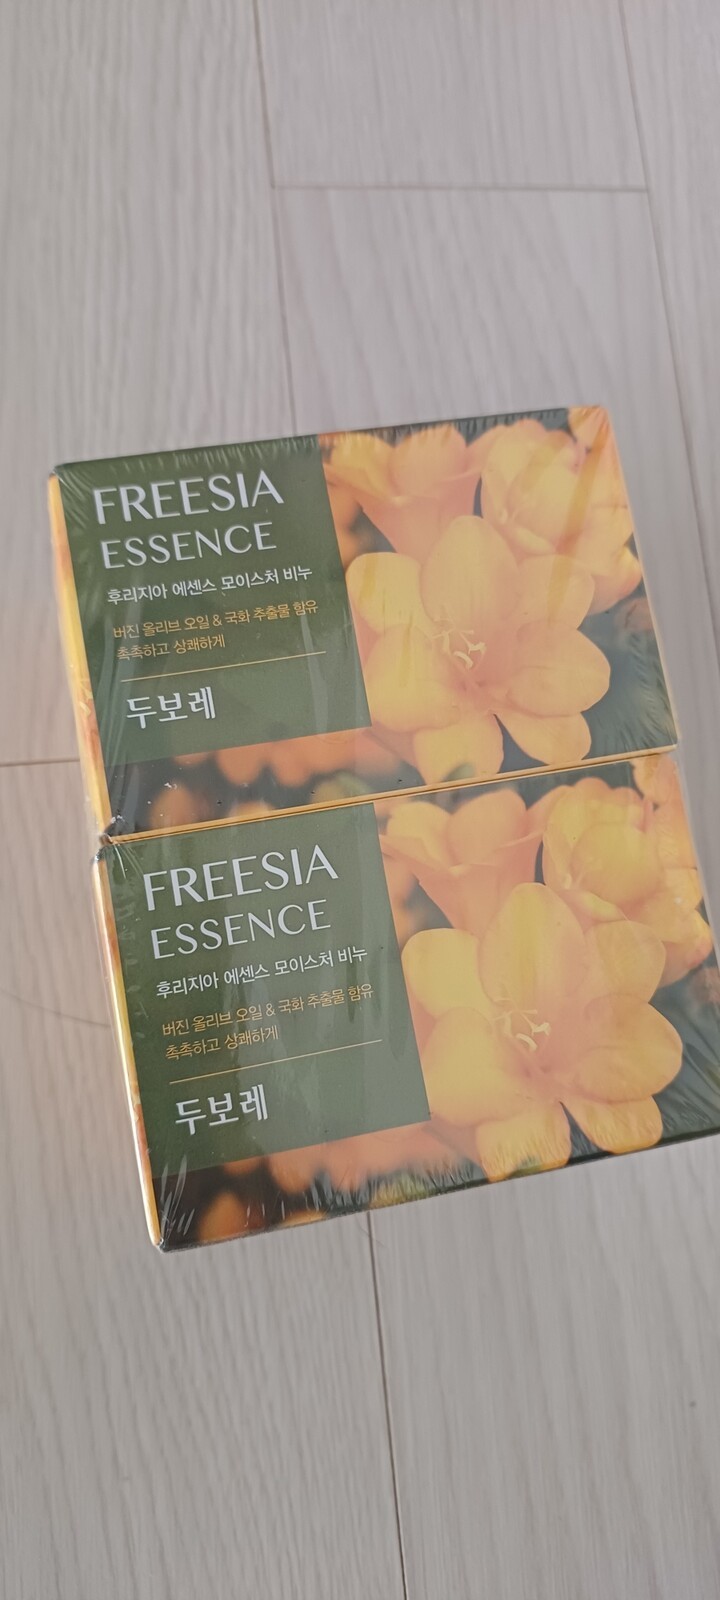 FREESIA
ESSENCE
후리지아 에센스 모이스처 비누
버진 올리브 오일 & 국화 추출물 함유
촉촉하고 상쾌하게
두보레
FREESIA
ESSENCE
후리지아 에센스 모이스처 비누
버진 올리브 오일 & 국화 추출물 함유
촉촉하고 상쾌하게
두보레